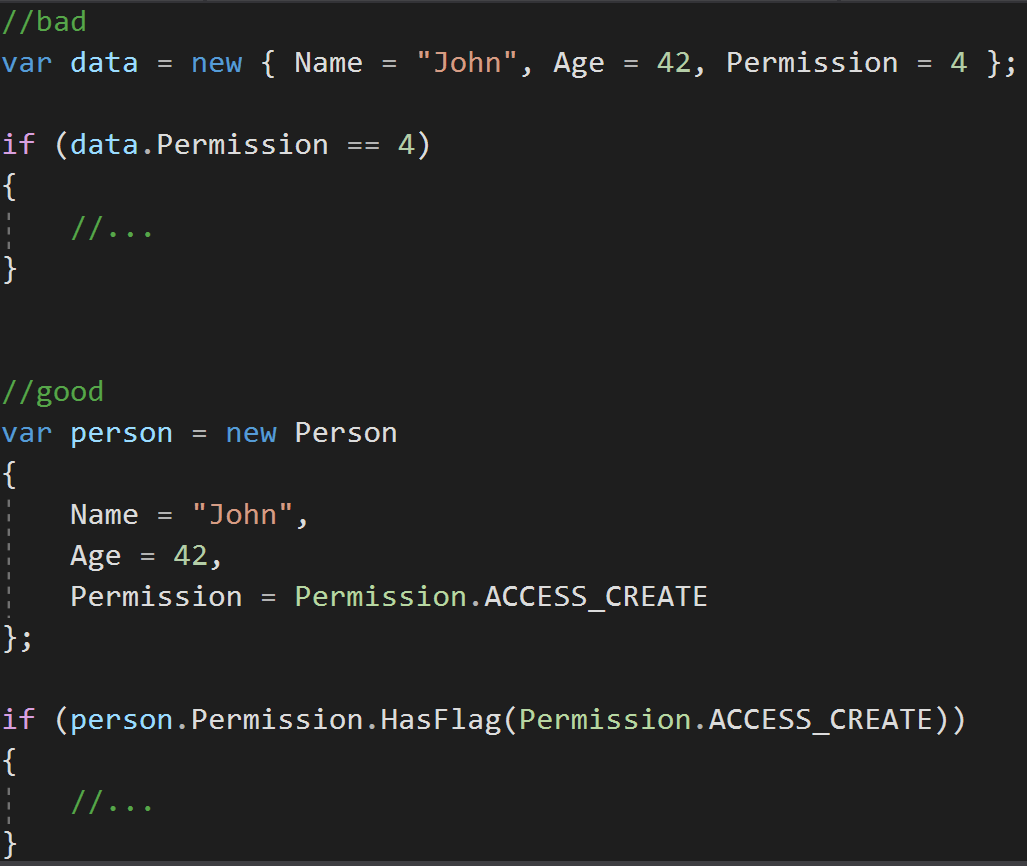 //bad
var data = new { Name = "John", Age = 42, Permission = 4 };
if (data.Permission == 4)
{
//...
}
//good
var person = new Person
{
Name = "John",
Age = 42,
Permission = Permission.ACCESS_CREATE
};
if (person.Permission.HasFlag(Permission.ACCESS_CREATE))
{
//...
}